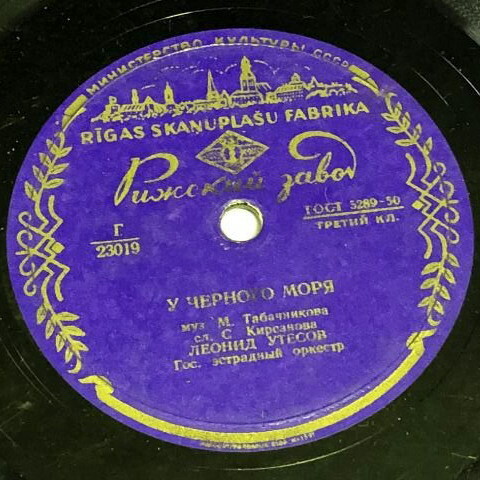 МИНИСТЕРСТВО КУЛЬТУРЫ СССР
RĪGAS SKAŅUPLAŠU FABRIKA
Рижский завод
ГОСТ 5289-50
ТРЕТИЙ КЛ.
Г
23019
У ЧЕРНОГО МОРЯ
муз М. Табачникова
сл. С. Кирсанова
ЛЕОНИД УТЕСОВ
Гос. эстрадный оркестр